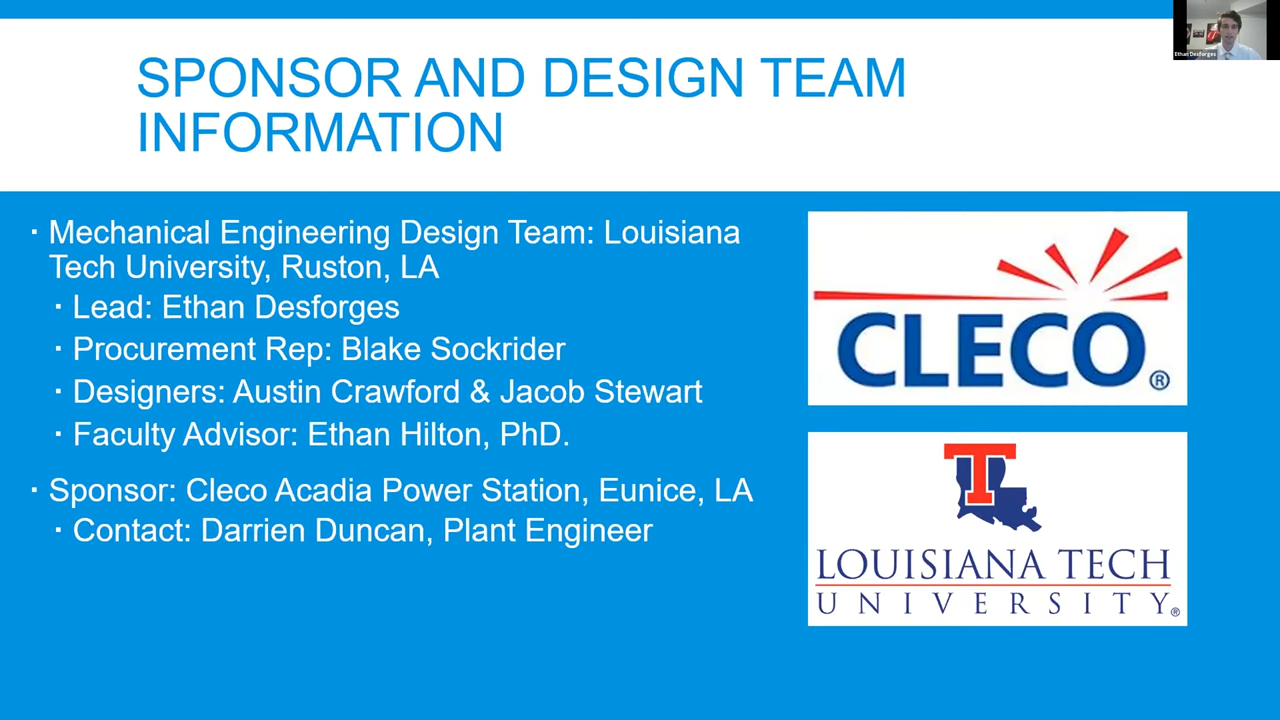 SPONSOR AND DESIGN TEAM
INFORMATION
Ethan Desforges
▪ Mechanical Engineering Design Team: Louisiana
Tech University, Ruston, LA
▪ Lead: Ethan Desforges
▪ Procurement Rep: Blake Sockrider
▪ Designers: Austin Crawford & Jacob Stewart
▪ Faculty Advisor: Ethan Hilton, PhD.
▪ Sponsor: Cleco Acadia Power Station, Eunice, LA
▪ Contact: Darrien Duncan, Plant Engineer
CLECO®
T
LOUISIANA TECH
UNIVERSITY®